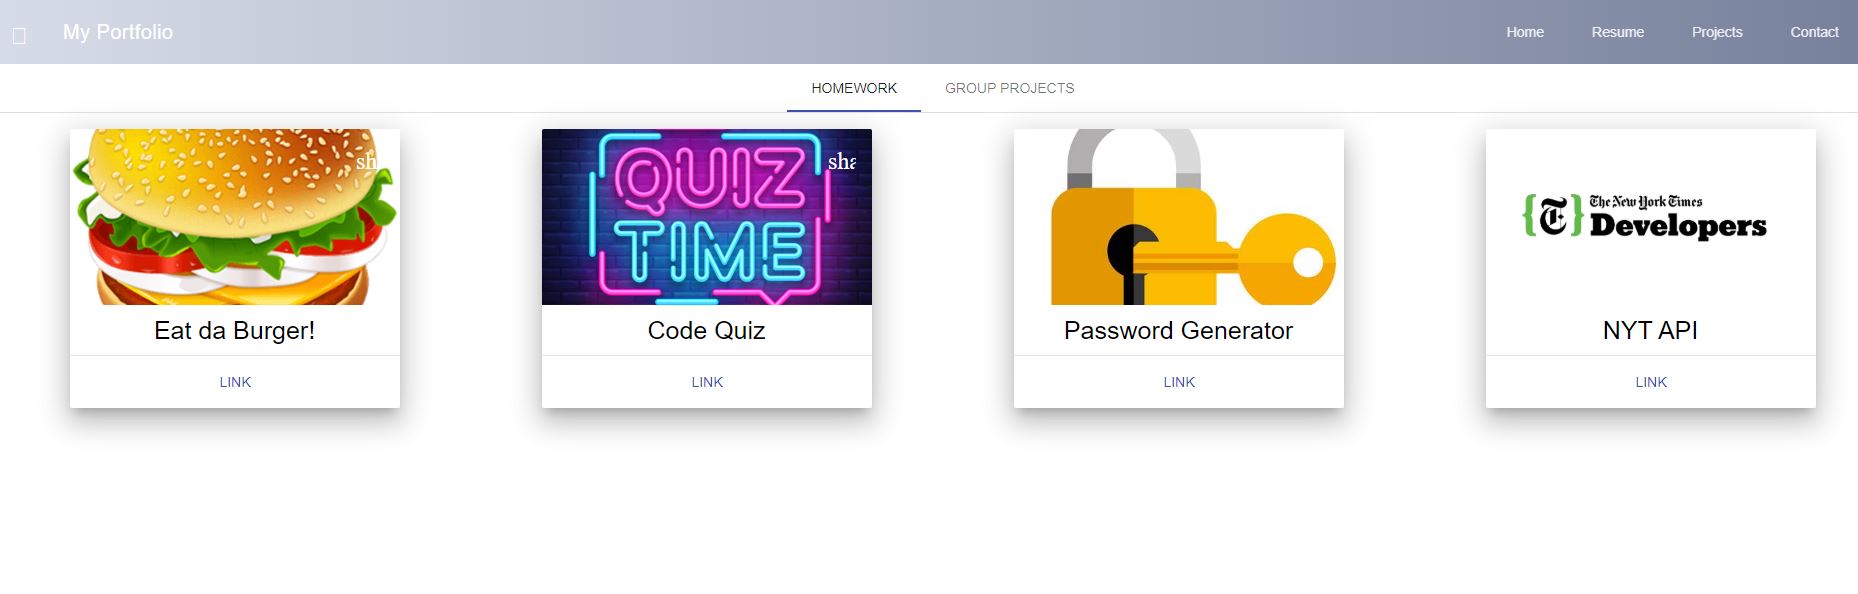 My Portfolio
Home Resume Projects Contact
HOMEWORK GROUP PROJECTS
sh
Eat da Burger!
LINK
QUIZ
TIME
sha
Code Quiz
LINK
Password Generator
LINK
{T} The New York Times
Developers
NYT API
LINK